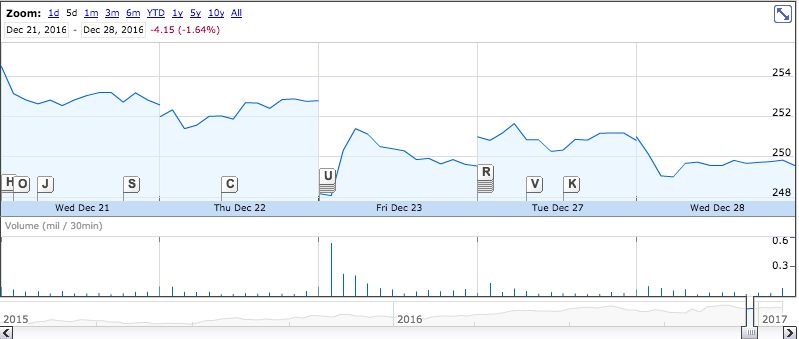 Zoom: 1d 5d 1m 3m 6m YTD 1y 5y 10y All
Dec 21, 2016 - Dec 28, 2016 -4.15 (-1.64%)
254
252
250
248
H O J S C U R V K
Wed Dec 21 Thu Dec 22 Fri Dec 23 Tue Dec 27 Wed Dec 28
Volume (mil / 30min)
0.6
0.3
2015 2016 2017